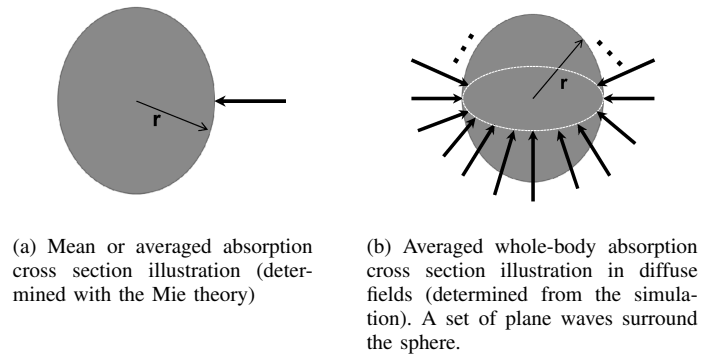 r
r
(a) Mean or averaged absorption
cross section illustration (deter-
mined with the Mie theory)
(b) Averaged whole-body absorption
cross section illustration in diffuse
fields (determined from the simula-
tion). A set of plane waves surround
the sphere.